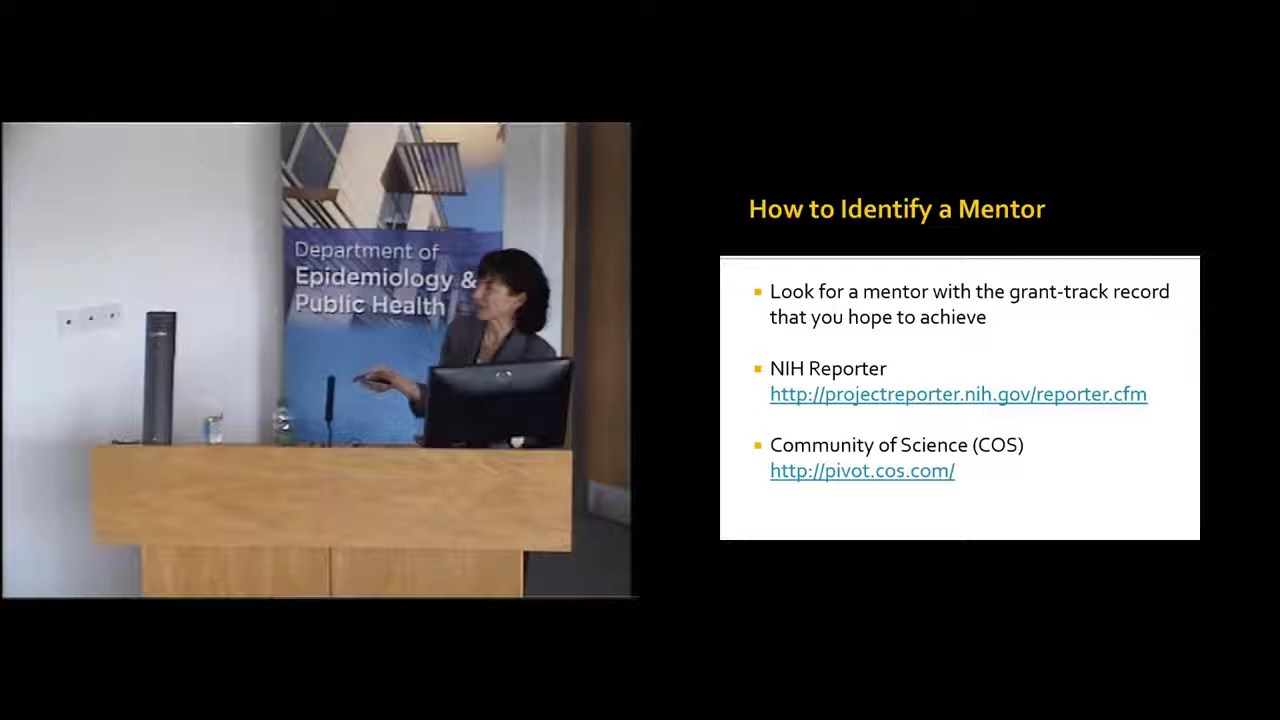 Department of
Epidemiology &
Public Health
How to Identify a Mentor
Look for a mentor with the grant-track record
that you hope to achieve
NIH Reporter
http://projectreporter.nih.gov/reporter.cfm
Community of Science (COS)
http://pivot.cos.com/